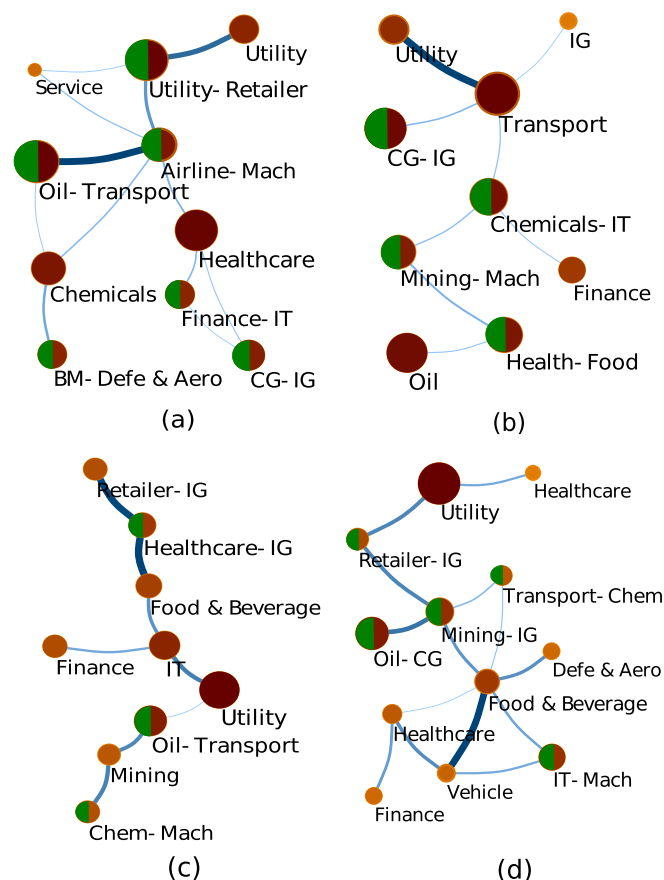 Utility
Service
Utility- Retailer
Airline- Mach
Oil- Transport
Healthcare
Chemicals
Finance- IT
BM- Defe & Aero
CG- IG
(a)
IG
Utility
Transport
CG- IG
Chemicals- IT
Mining- Mach
Finance
Health- Food
Oil
(b)
Retailer- IG
Healthcare- IG
Food & Beverage
Finance
IT
Utility
Oil- Transport
Mining
Chem- Mach
(c)
Healthcare
Utility
Retailer- IG
Transport- Chem
Mining- IG
Oil- CG
Defe & Aero
Food & Beverage
Healthcare
IT- Mach
Vehicle
Finance
(d)